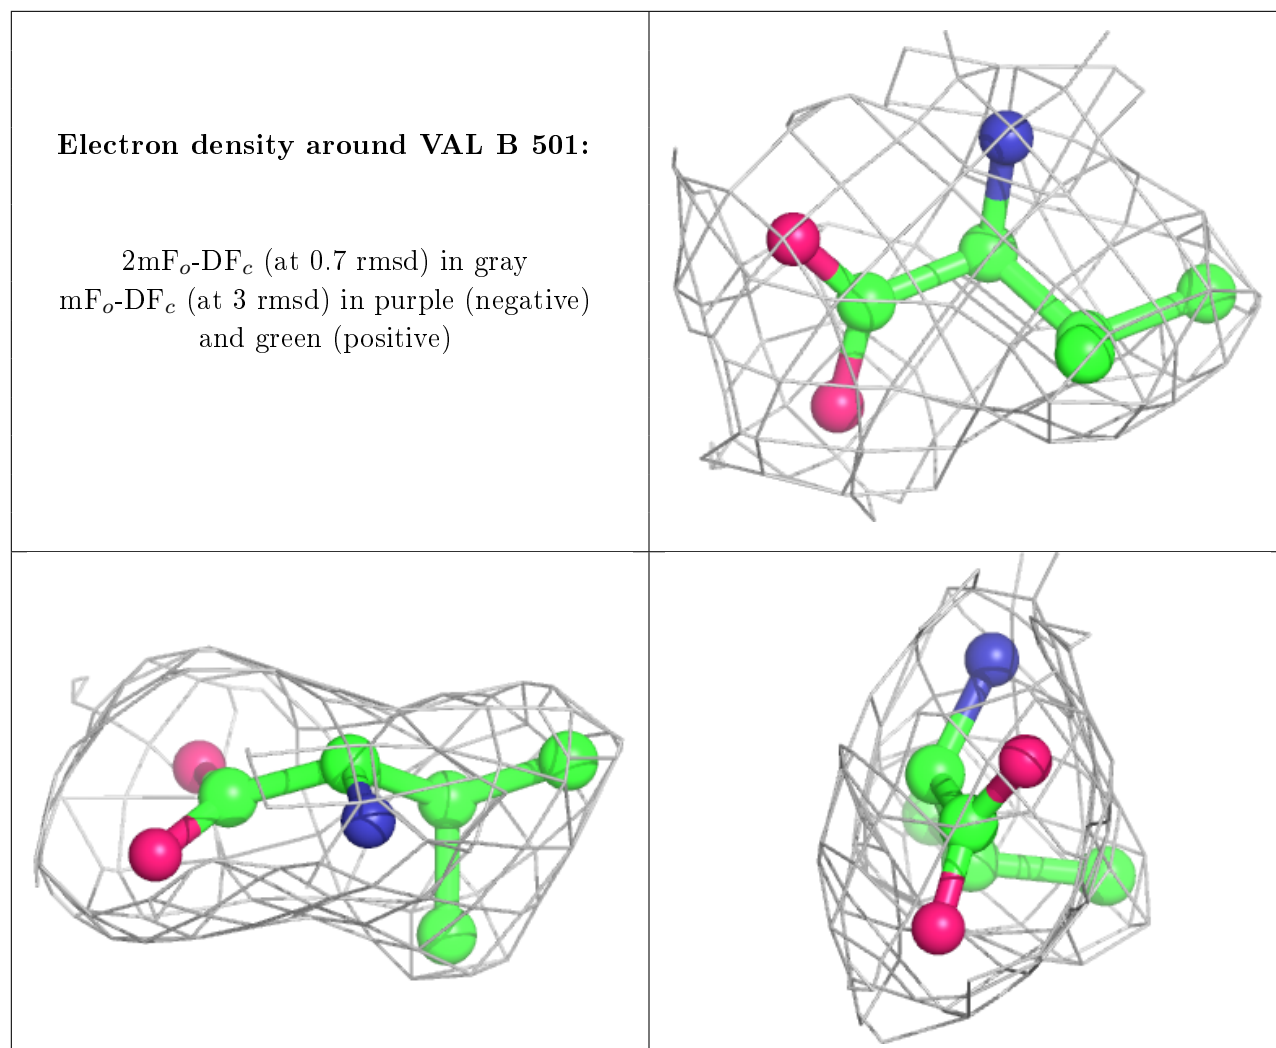 Electron density around VAL B 501:
2mFo-DFc (at 0.7 rmsd) in gray
mFo-DFc (at 3 rmsd) in purple (negative)
and green (positive)